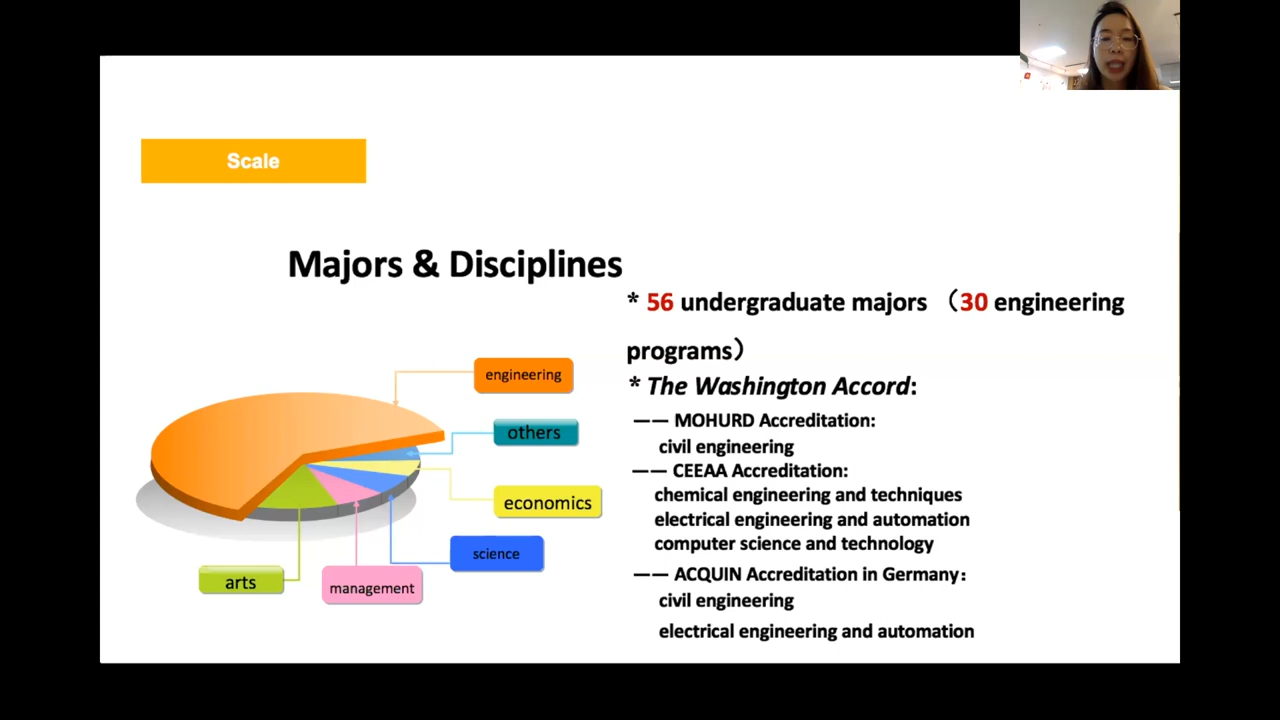 Scale
Majors & Disciplines
* 56 undergraduate majors （30 engineering
programs）
* The Washington Accord:
—— MOHURD Accreditation:
civil engineering
—— CEEAA Accreditation:
chemical engineering and techniques
electrical engineering and automation
computer science and technology
—— ACQUIN Accreditation in Germany：
civil engineering
electrical engineering and automation
engineering
others
economics
science
management
arts